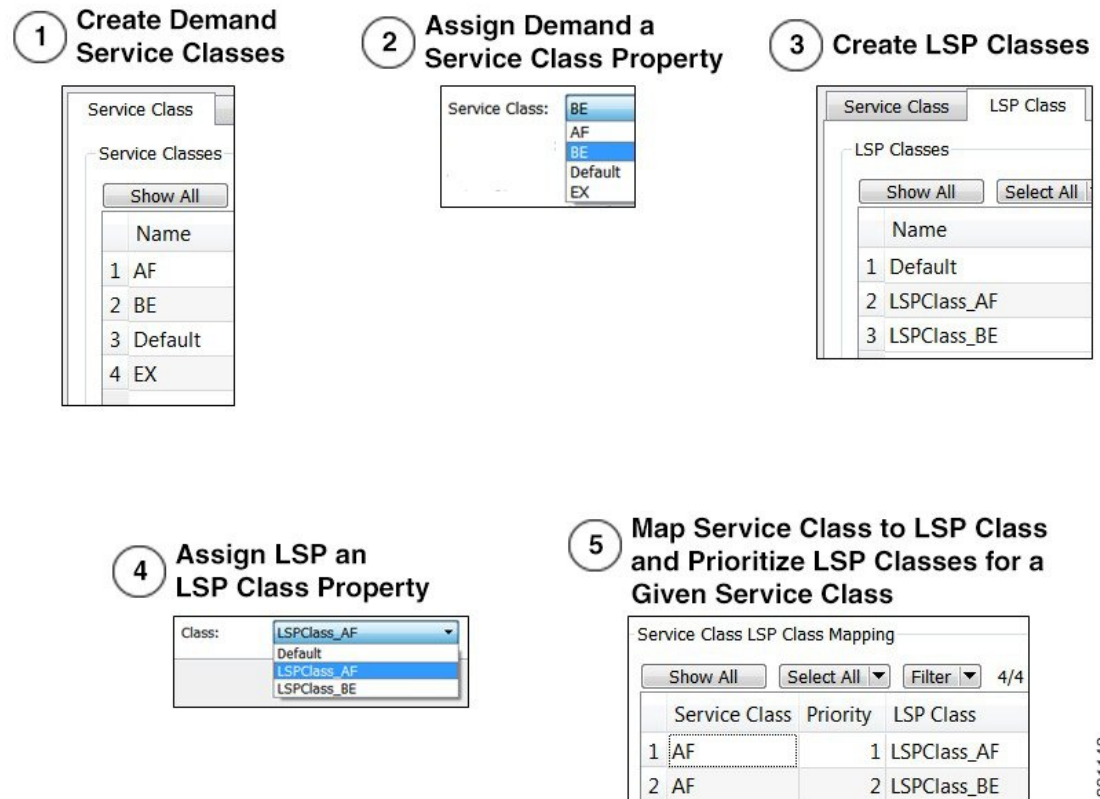 1 Create Demand
Service Classes
Service Class
Service Classes
Show All
Name
1 AF
2 BE
3 Default
4 EX
2 Assign Demand a
Service Class Property
Service Class: BE
AF
BE
Default
EX
3 Create LSP Classes
Service Class LSP Class
LSP Classes
Show All Select All
Name
1 Default
2 LSPClass_AF
3 LSPClass_BE
4 Assign LSP an
LSP Class Property
Class: LSPClass_AF
Default
LSPClass_AF
LSPClass_BE
5 Map Service Class to LSP Class
and Prioritize LSP Classes for a
Given Service Class
Service Class LSP Class Mapping
Show All Select All Filter 4/4
Service Class Priority LSP Class
1 AF 1 LSPClass_AF
2 AF 2 LSPClass_BE